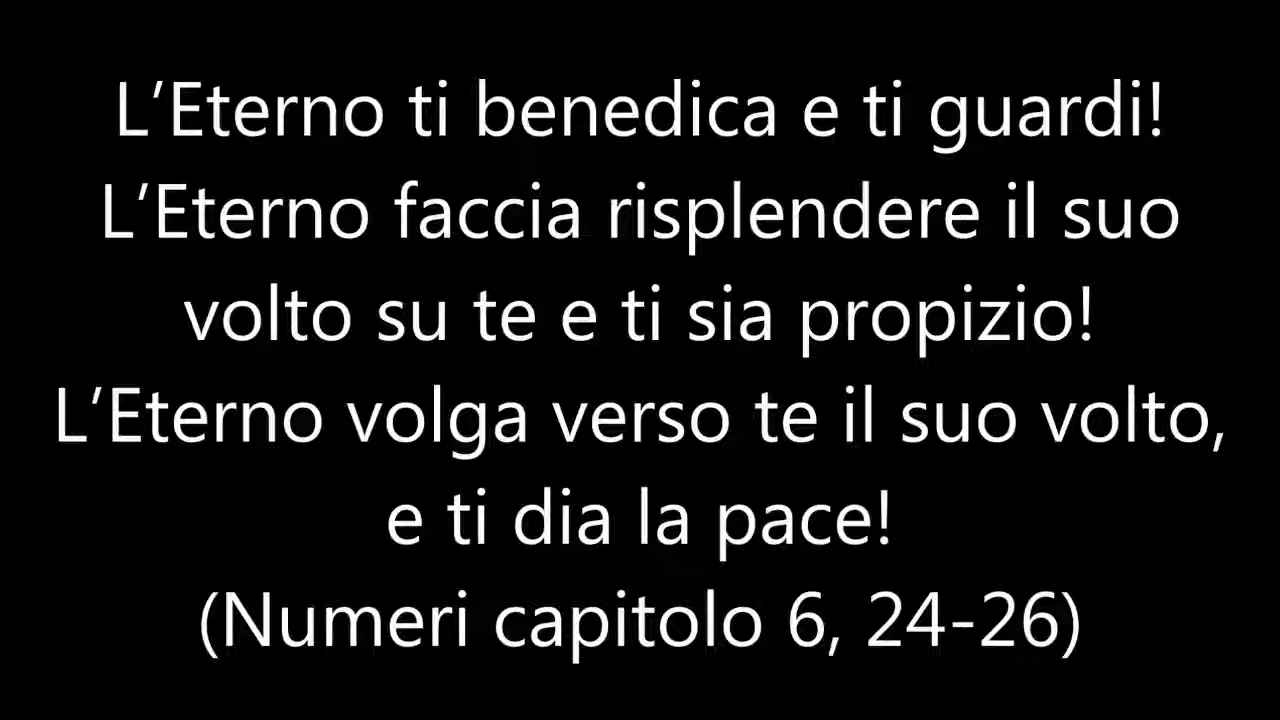 L’Eterno ti benedica e ti guardi!
L’Eterno faccia risplendere il suo
volto su te e ti sia propizio!
L’Eterno volga verso te il suo volto,
e ti dia la pace!
(Numeri capitolo 6, 24-26)